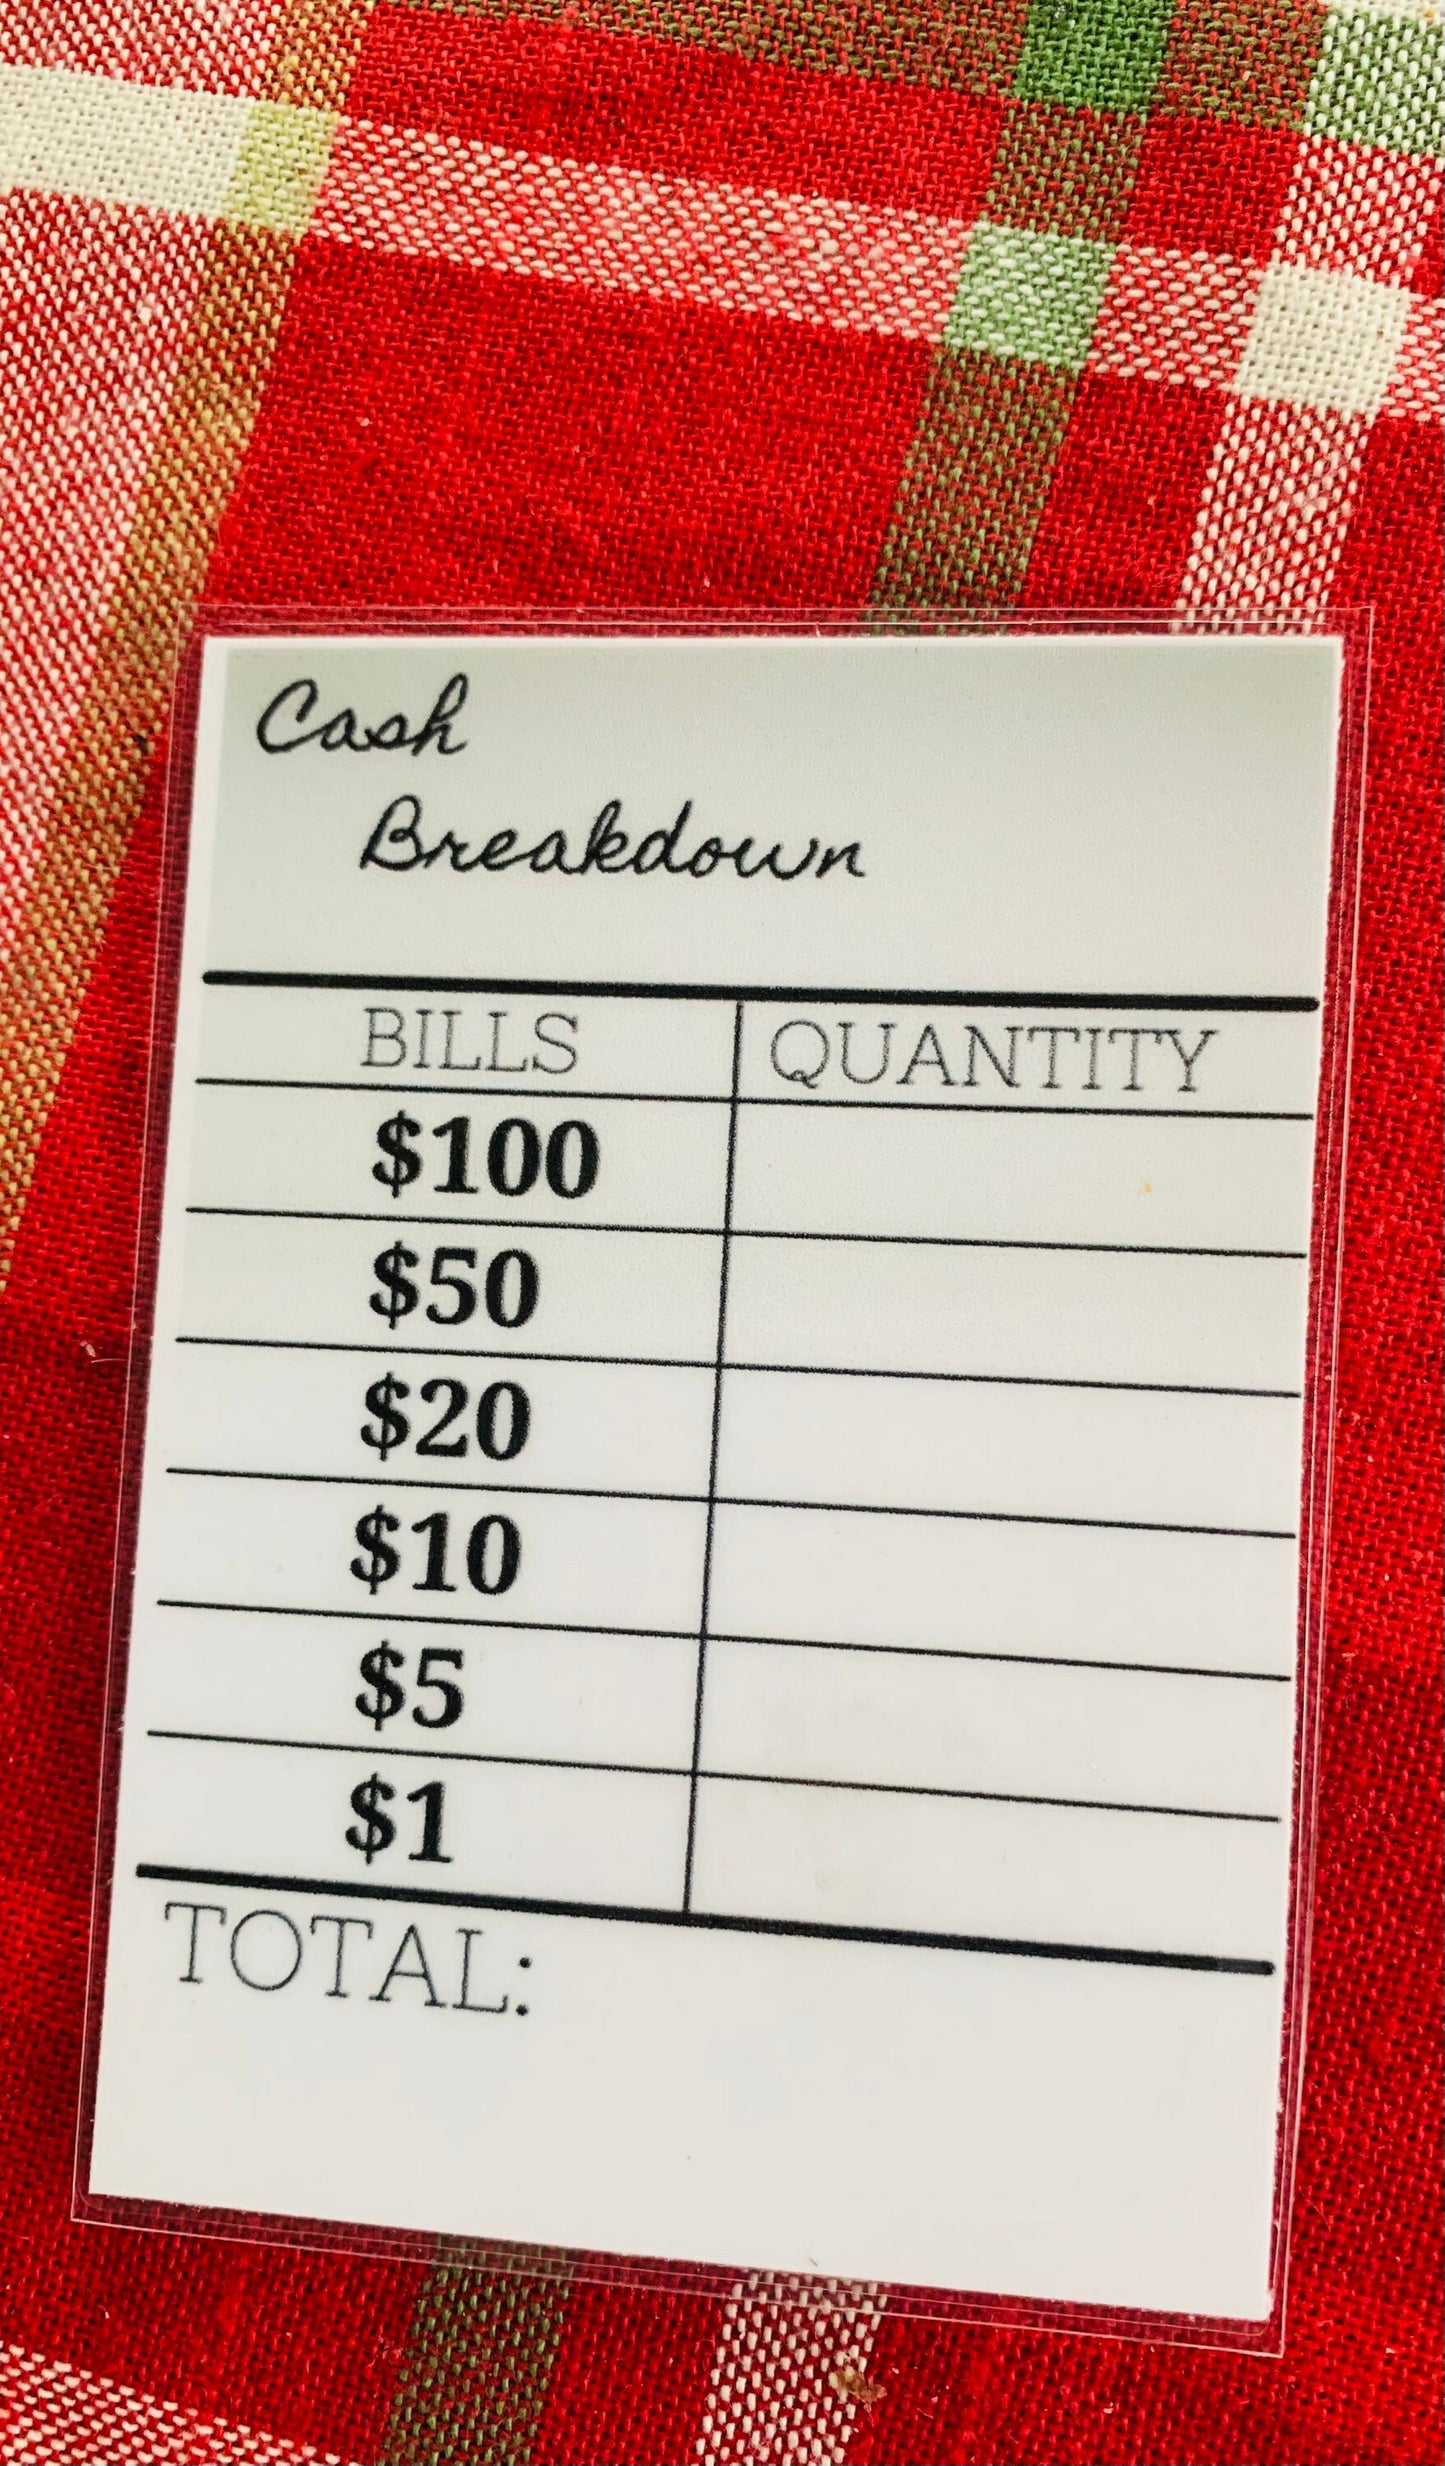 Cash
Breakdown
BILLS QUANTITY
$100
$50
$20
$10
$5
$1
TOTAL: